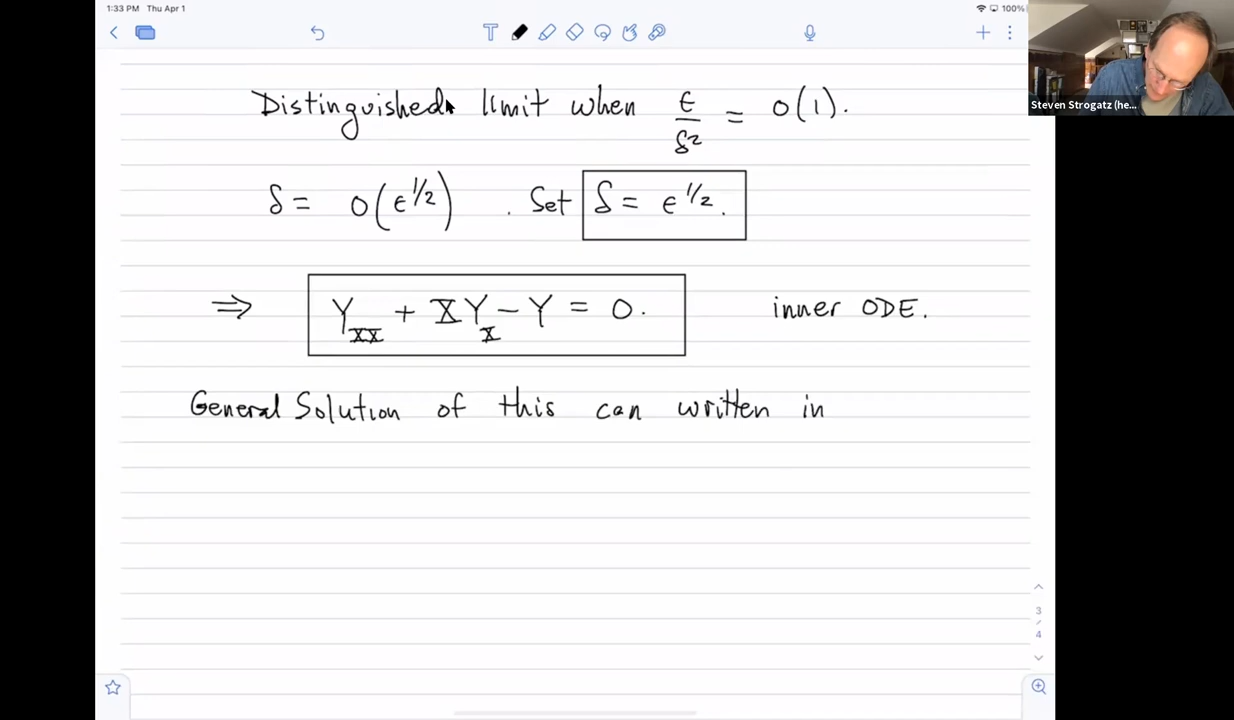 1:33 PM Thu Apr 1
100%
Steven Strogatz (he...
Distinguished limit when ε/δ² = O(1).
δ = O(ε^1/2). Set δ = ε^1/2.
⇒ Y_XX + XY_X - Y = 0. inner ODE.
General Solution of this can written in
3
/
4